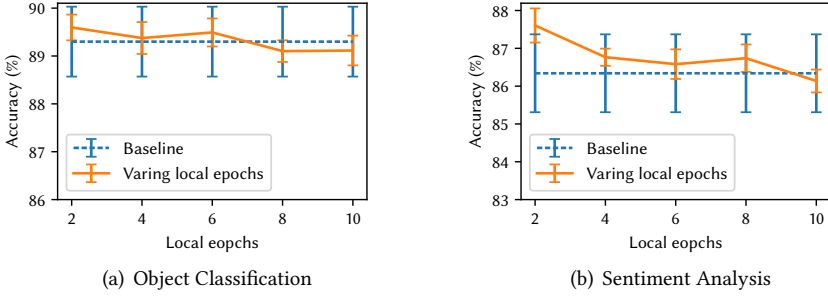 90
89
88
87
86
Accuracy (%)
Baseline
Varing local epochs
2 4 6 8 10
Local eopchs
(a) Object Classification
88
87
86
85
84
83
Accuracy (%)
Baseline
Varing local epochs
2 4 6 8 10
Local eopchs
(b) Sentiment Analysis